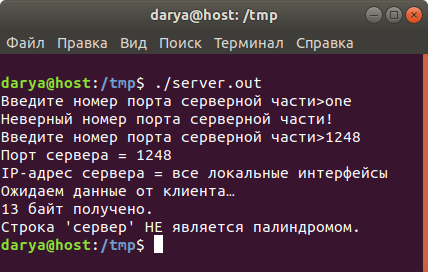 darya@host: /tmp
Файл Правка Вид Поиск Терминал Справка
darya@host:/tmp$ ./server.out
Введите номер порта серверной части>one
Неверный номер порта серверной части!
Введите номер порта серверной части>1248
Порт сервера = 1248
IP-адрес сервера = все локальные интерфейсы
Ожидаем данные от клиента…
13 байт получено.
Строка 'сервер' НЕ является палиндромом.
darya@host:/tmp$